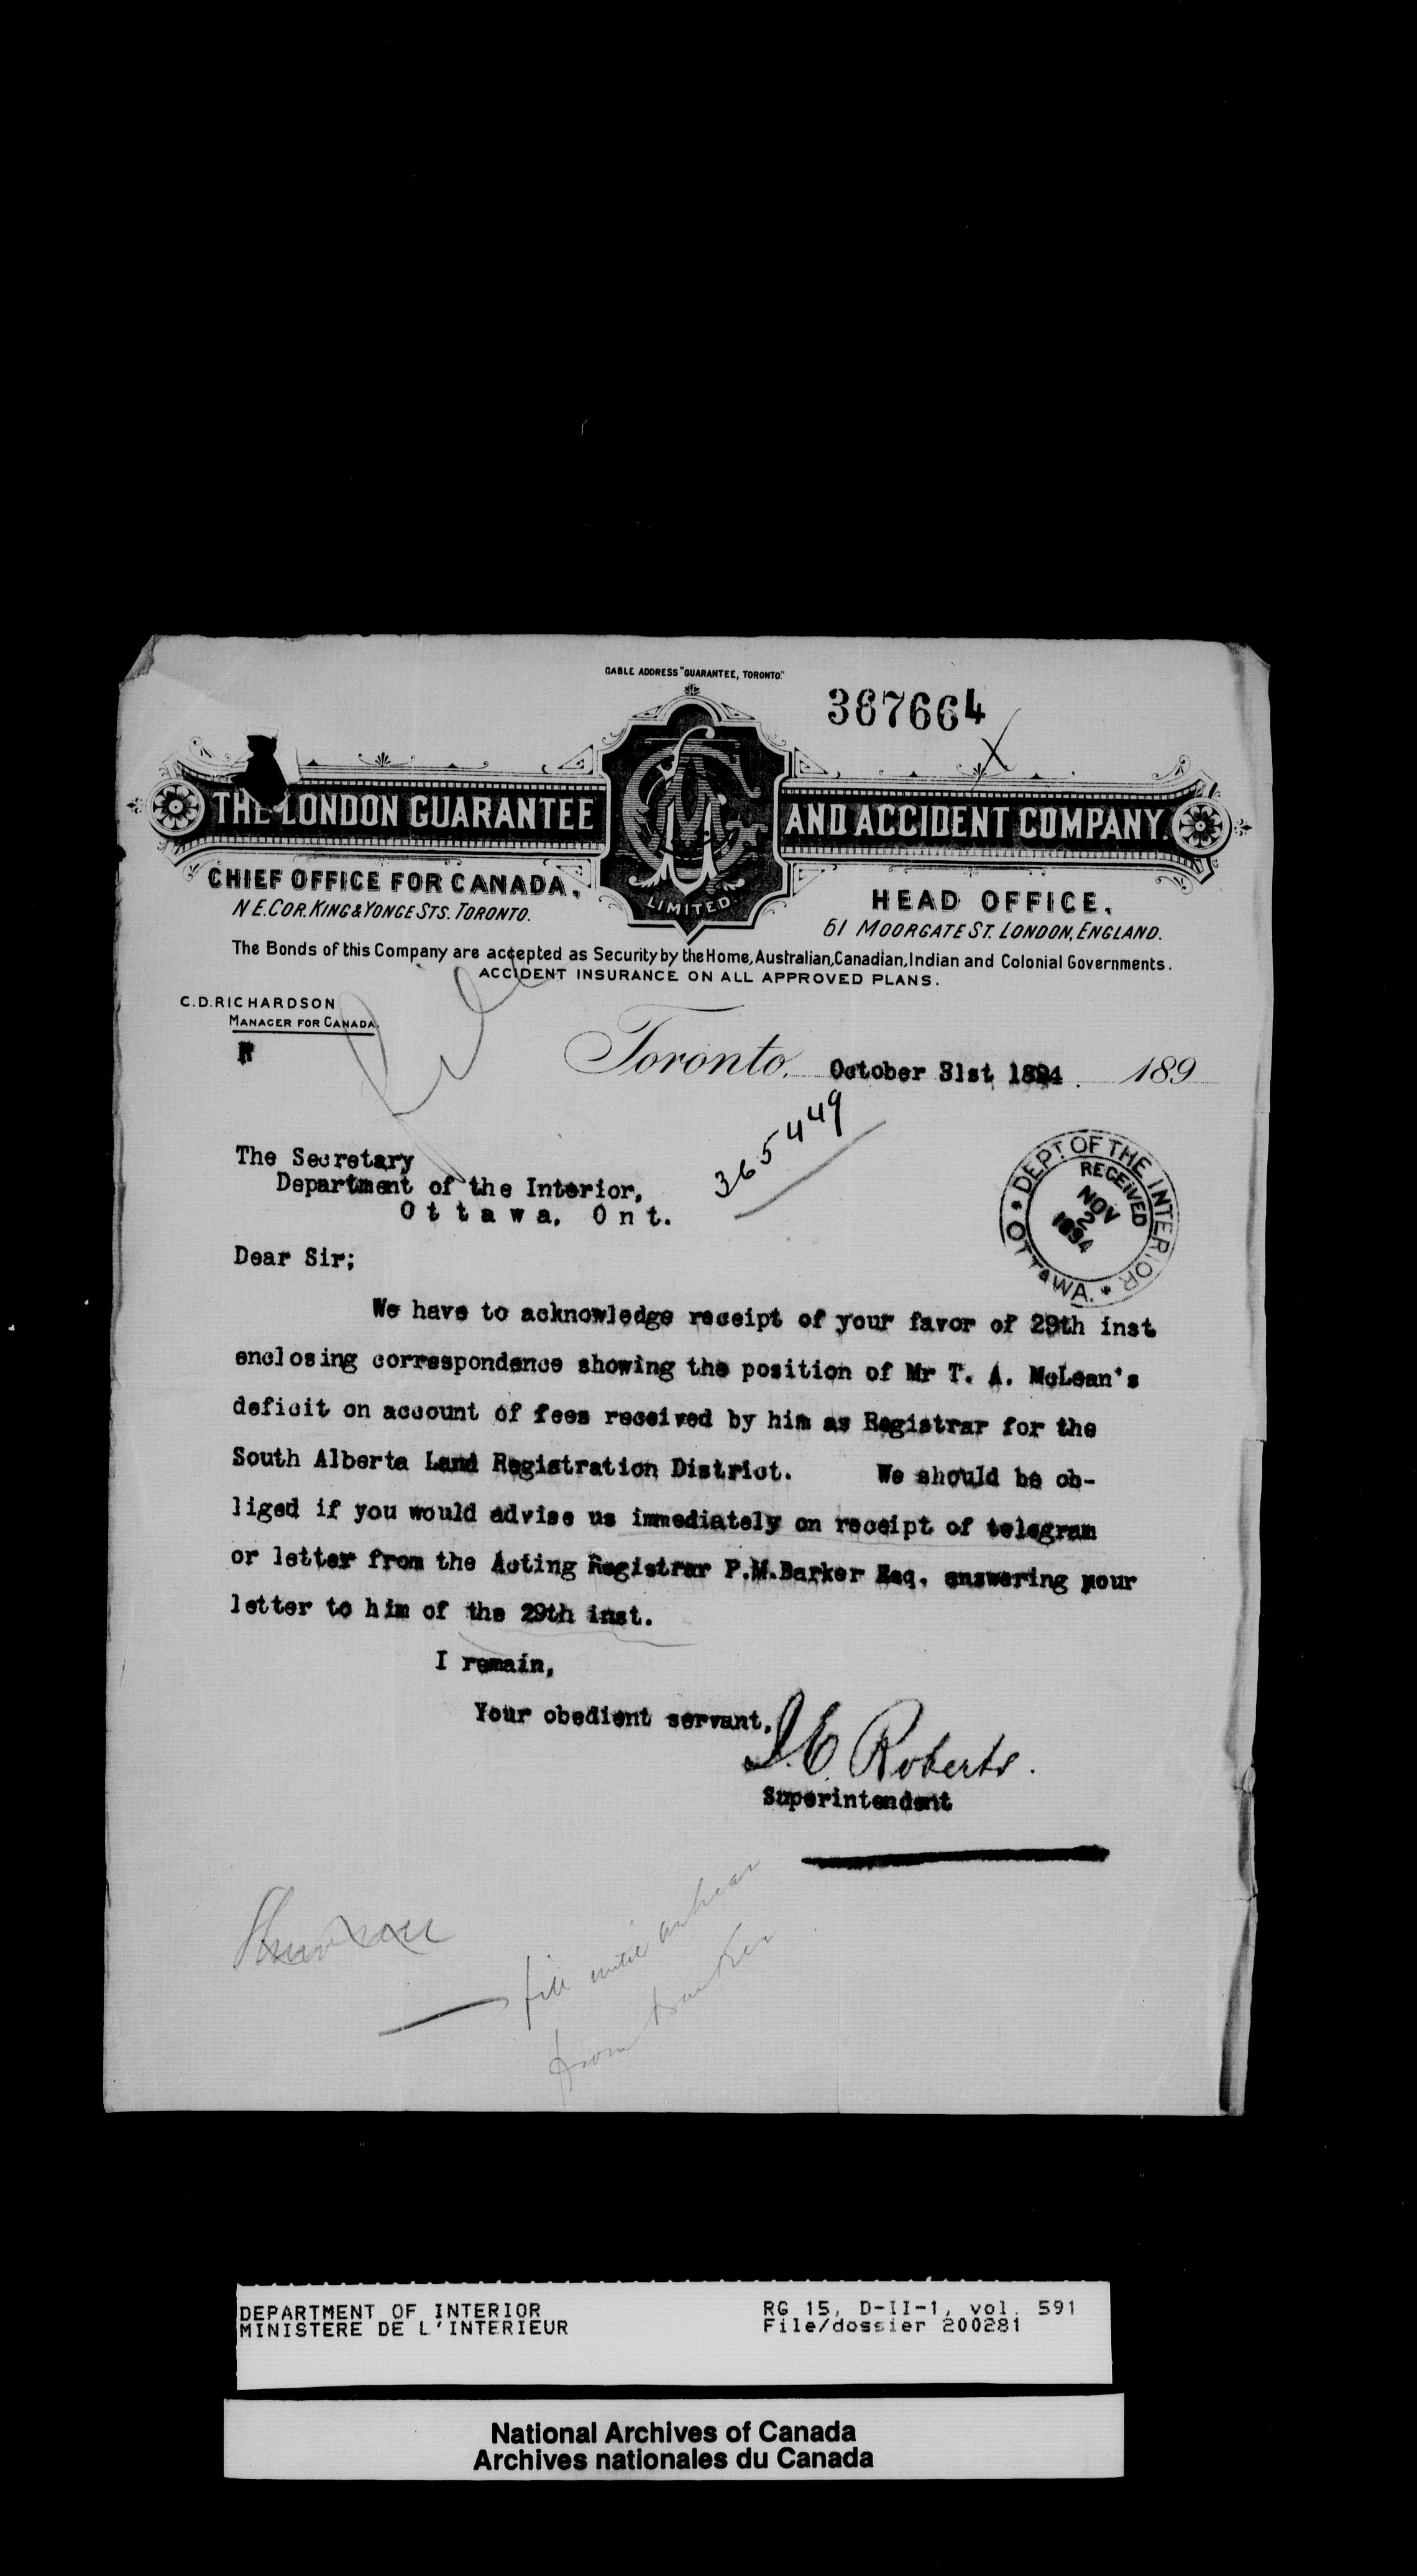 CABLE ADDRESS "GUARANTEE, TORONTO."
367664
THE LONDON GUARANTEE AND ACCIDENT COMPANY.
LIMITED.
CHIEF OFFICE FOR CANADA,
N E. COR. KING & YONGE STS. TORONTO.
HEAD OFFICE,
61 MOORGATE ST. LONDON, ENGLAND.
The Bonds of this Company are accepted as Security by the Home, Australian, Canadian, Indian and Colonial Governments.
ACCIDENT INSURANCE ON ALL APPROVED PLANS.
C. D. RICHARDSON
MANAGER FOR CANADA.
Toronto, October 31st 1894. 189
365449
The Secretary
Department of the Interior,
O t t a w a, O n t.
DEPT. OF THE INTERIOR * OTTAWA. *
RECEIVED
NOV
2
1894
Dear Sir;
We have to acknowledge receipt of your favor of 29th inst
enclosing correspondence showing the position of Mr T. A. McLean's
deficit on account of fees received by him as Registrar for the
South Alberta Land Registration District. We should be ob-
liged if you would advise us immediately on receipt of telegram
or letter from the Acting Registrar P.M.Barker Esq. answering your
letter to him of the 29th inst.
I remain,
Your obedient servant,
Roberts.
Superintendent
from Barker
DEPARTMENT OF INTERIOR
MINISTERE DE L'INTERIEUR
RG 15, D-II-1, vol. 591
File/dossier 200281
National Archives of Canada
Archives nationales du Canada